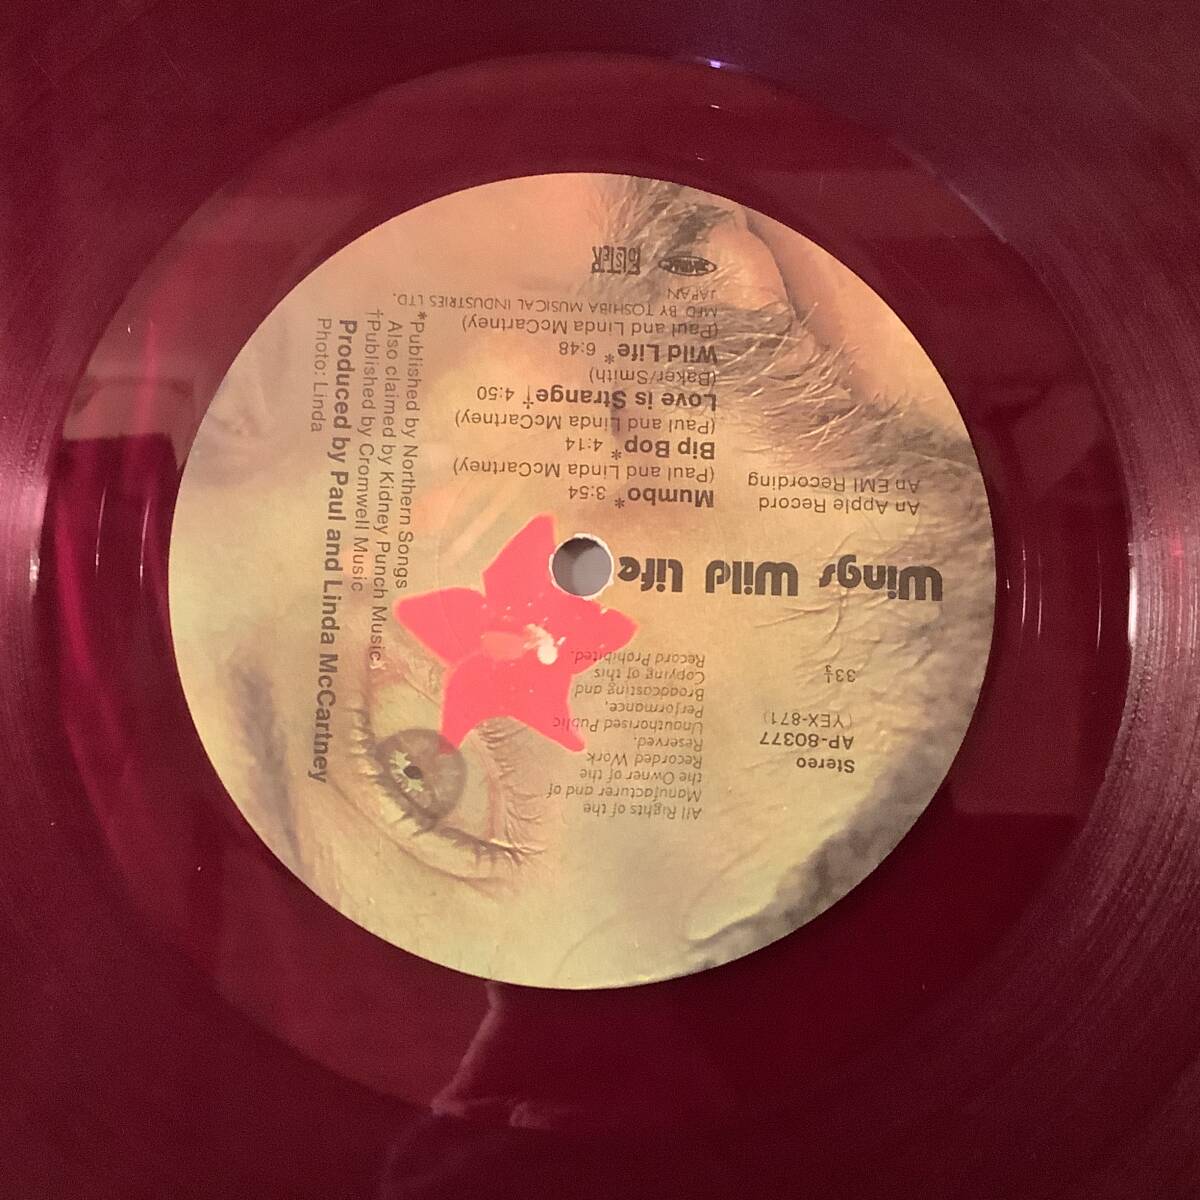 Wings Wild Life
An Apple Record
An EMI Recording
Stereo
AP-80377
(YEX-871)
33⅓
All Rights of the
Manufacturer and of
the Owner of the
Recorded Work
Reserved.
Unauthorised Public
Performance,
Broadcasting and
Copying of this
Record Prohibited.
Mumbo* 3:54
(Paul and Linda McCartney)
Bip Bop* 4:14
(Paul and Linda McCartney)
Love is Strange† 4:50
(Baker/Smith)
Wild Life* 6:48
(Paul and Linda McCartney)
MFD BY TOSHIBA MUSICAL INDUSTRIES LTD.
JAPAN
*Published by Northern Songs
Also claimed by Kidney Punch Music
†Published by Cromwell Music
Produced by Paul and Linda McCartney
Photo: Linda